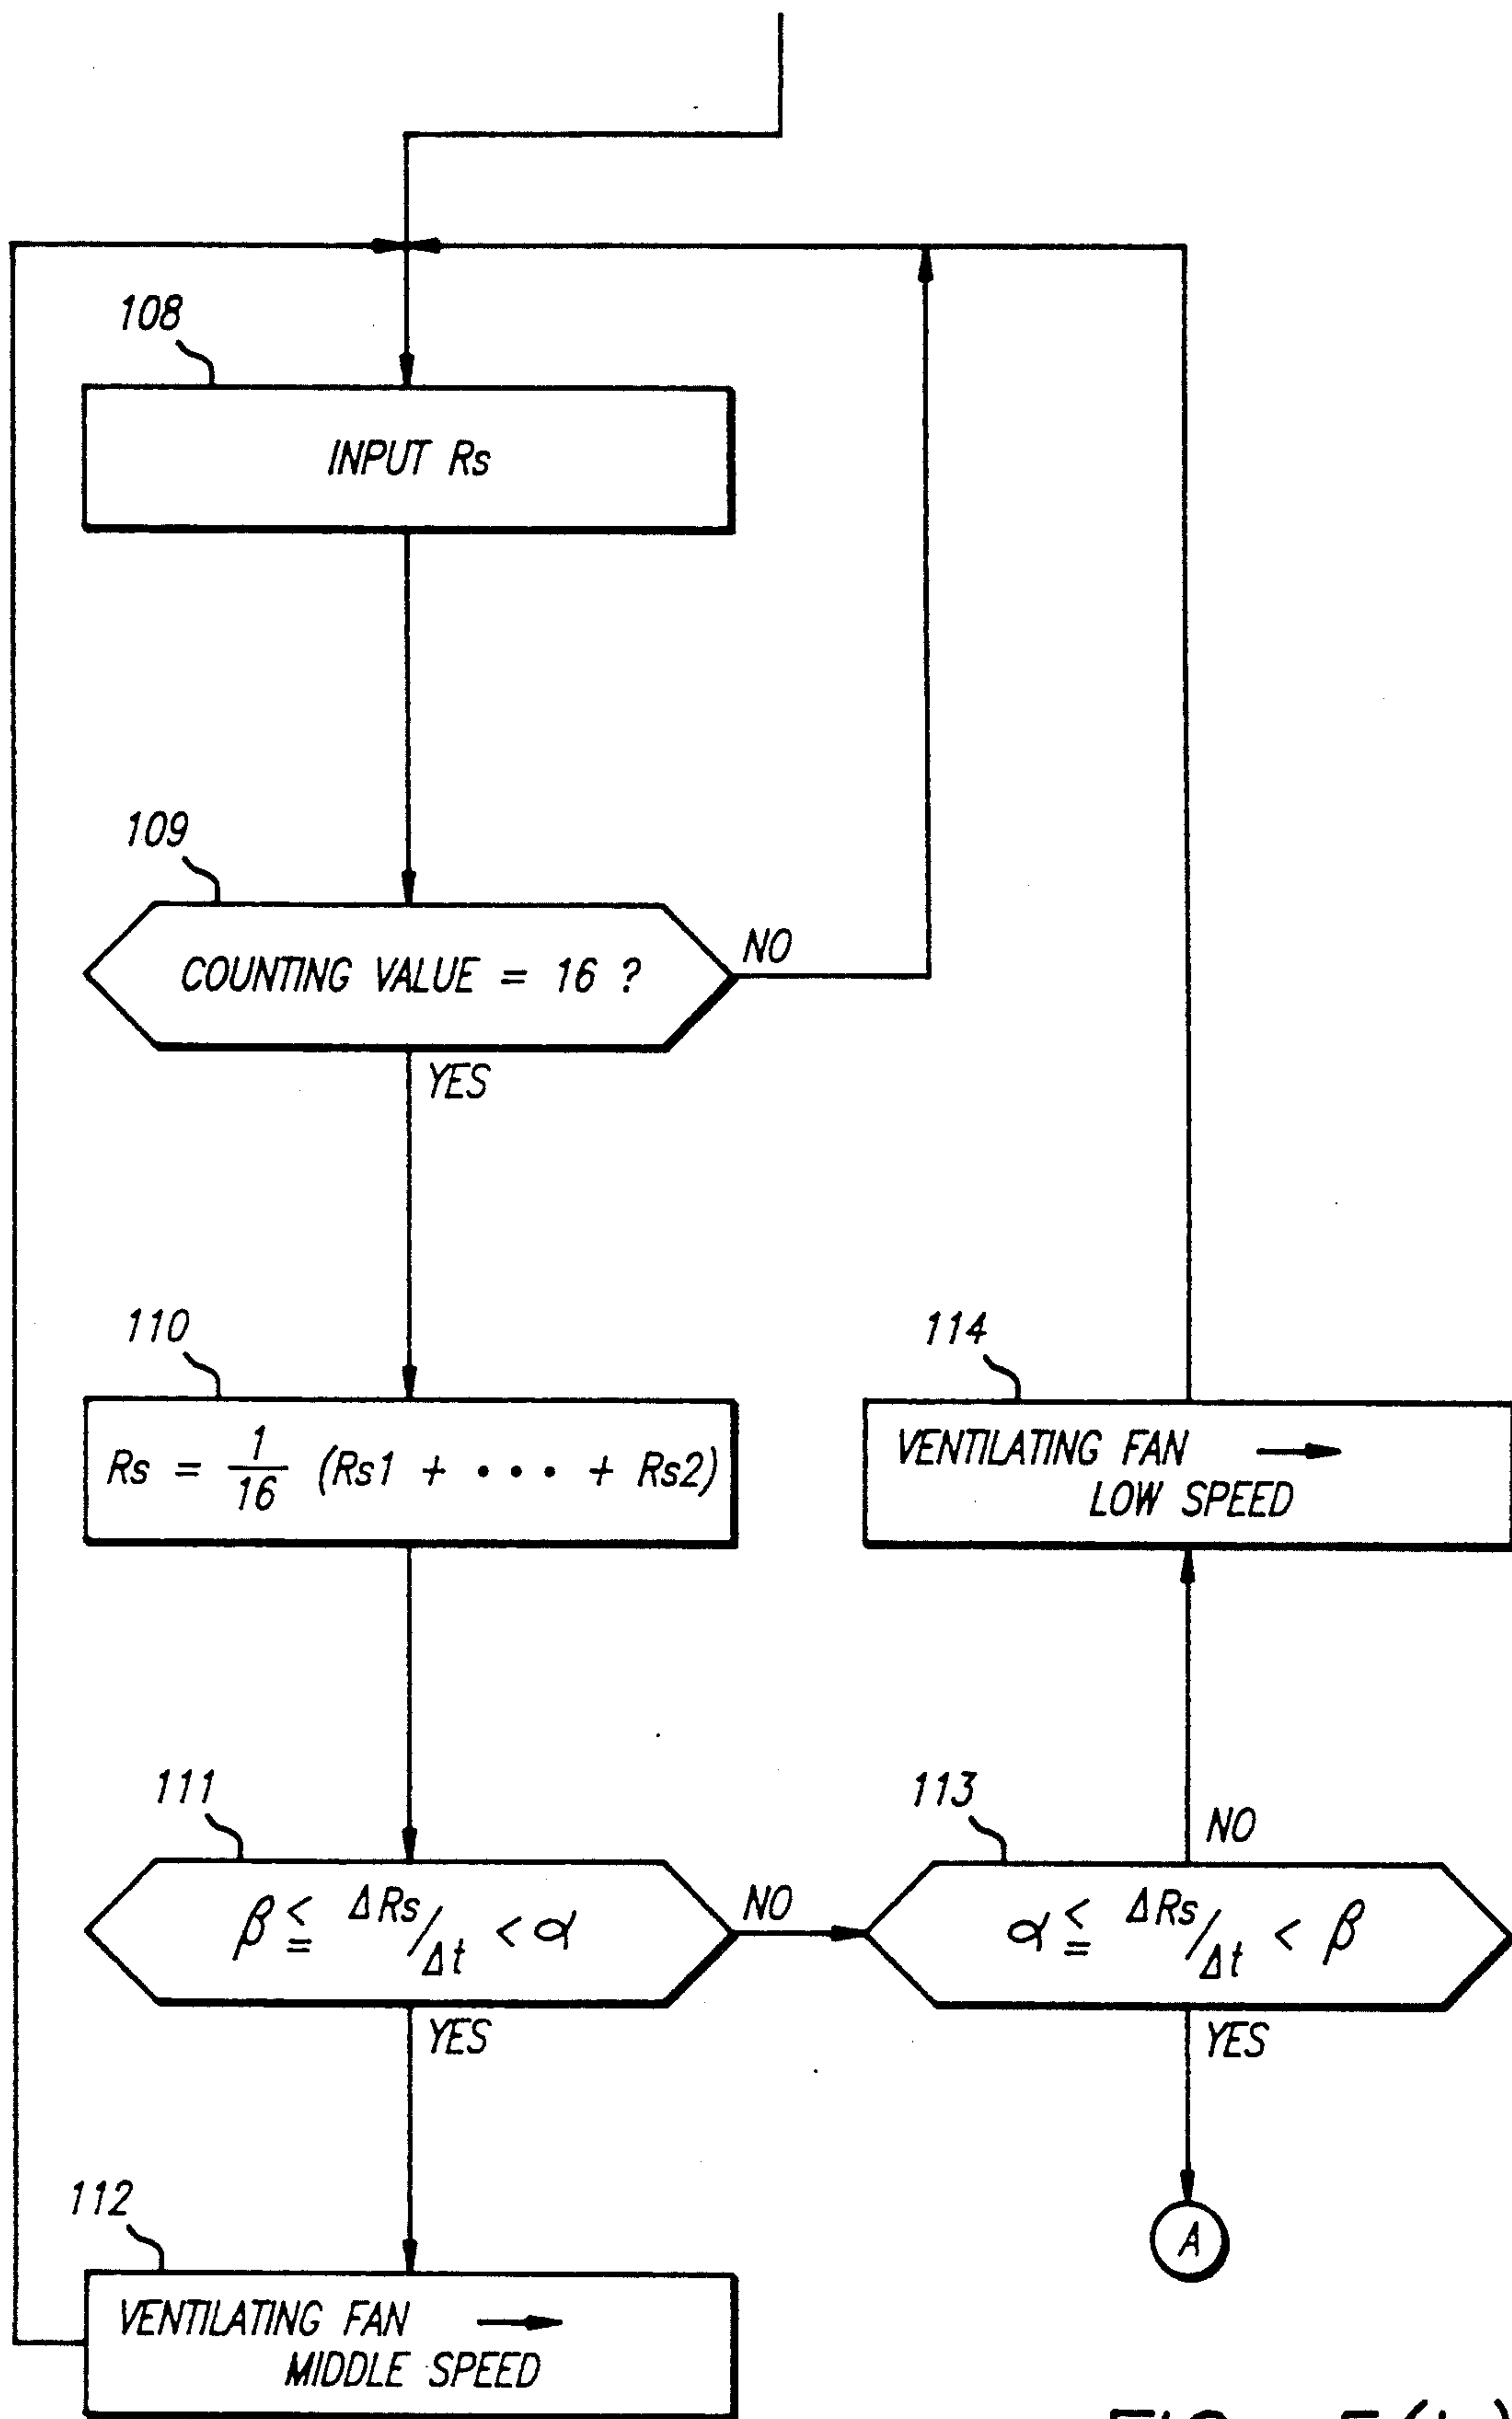 108
INPUT Rs
109
COUNTING VALUE = 16 ?
NO
YES
110
Rs = 1/16 (Rs1 + • • • + Rs2)
114
VENTILATING FAN →
LOW SPEED
111
β ≦ ΔRs/Δt < α
NO
YES
113
NO
α ≦ ΔRs/Δt < β
YES
A
112
VENTILATING FAN →
MIDDLE SPEED